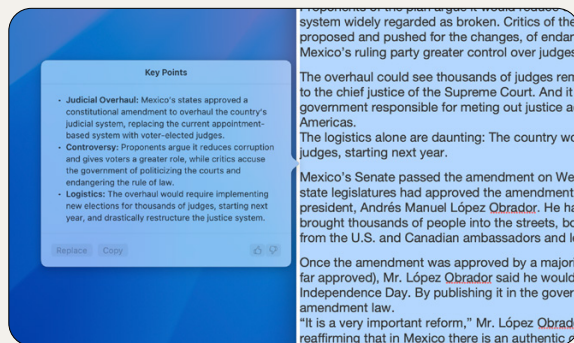 Key Points
• Judicial Overhaul: Mexico's states approved a
constitutional amendment to overhaul the country's
judicial system, replacing the current appointment-
based system with voter-elected judges.
• Controversy: Proponents argue it reduces corruption
and gives voters a greater role, while critics accuse
the government of politicizing the courts and
endangering the rule of law.
• Logistics: The overhaul would require implementing
new elections for thousands of judges, starting next
year, and drastically restructure the justice system.
Replace Copy
Proponents of the plan argue it would reduce
system widely regarded as broken. Critics of the
proposed and pushed for the changes, of endan
Mexico's ruling party greater control over judges
The overhaul could see thousands of judges rem
to the chief justice of the Supreme Court. And it
government responsible for meting out justice a
Americas.
The logistics alone are daunting: The country wo
judges, starting next year.
Mexico's Senate passed the amendment on We
state legislatures had approved the amendment
president, Andrés Manuel López Obrador. He ha
brought thousands of people into the streets, bo
from the U.S. and Canadian ambassadors and le
Once the amendment was approved by a majori
far approved), Mr. López Obrador said he would
Independence Day. By publishing it in the gover
amendment law.
“It is a very important reform,” Mr. López Obrad
reaffirming that in Mexico there is an authentic